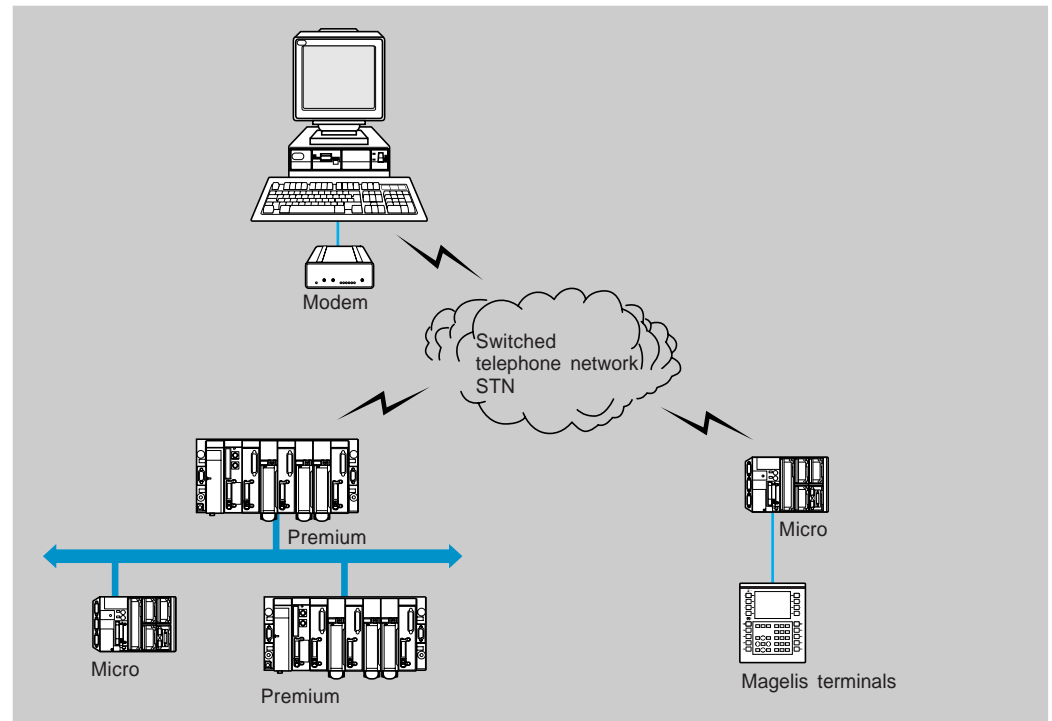 Modem
Switched
telephone network
STN
Premium
Micro
Micro
Premium
Magelis terminals